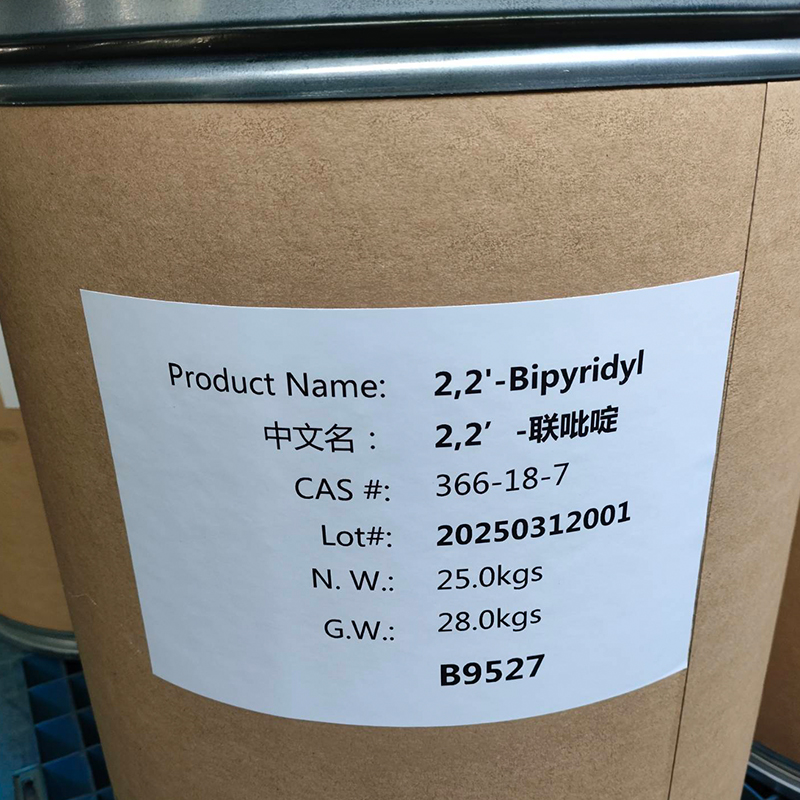 Product Name: 2,2'-Bipyridyl
中文名： 2,2’ -联吡啶
CAS #: 366-18-7
Lot#: 20250312001
N. W.: 25.0kgs
G.W.: 28.0kgs
B9527